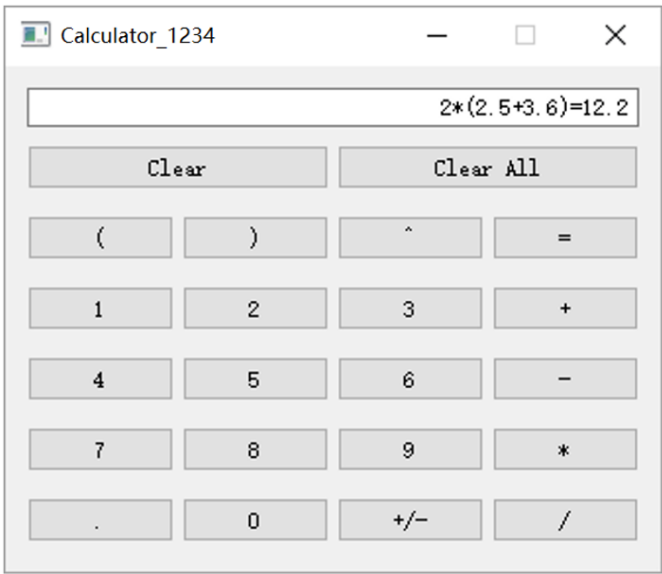 Calculator_1234
2*(2.5+3.6)=12.2
Clear Clear All
( ) ^ =
1 2 3 +
4 5 6 -
7 8 9 *
. 0 +/- /